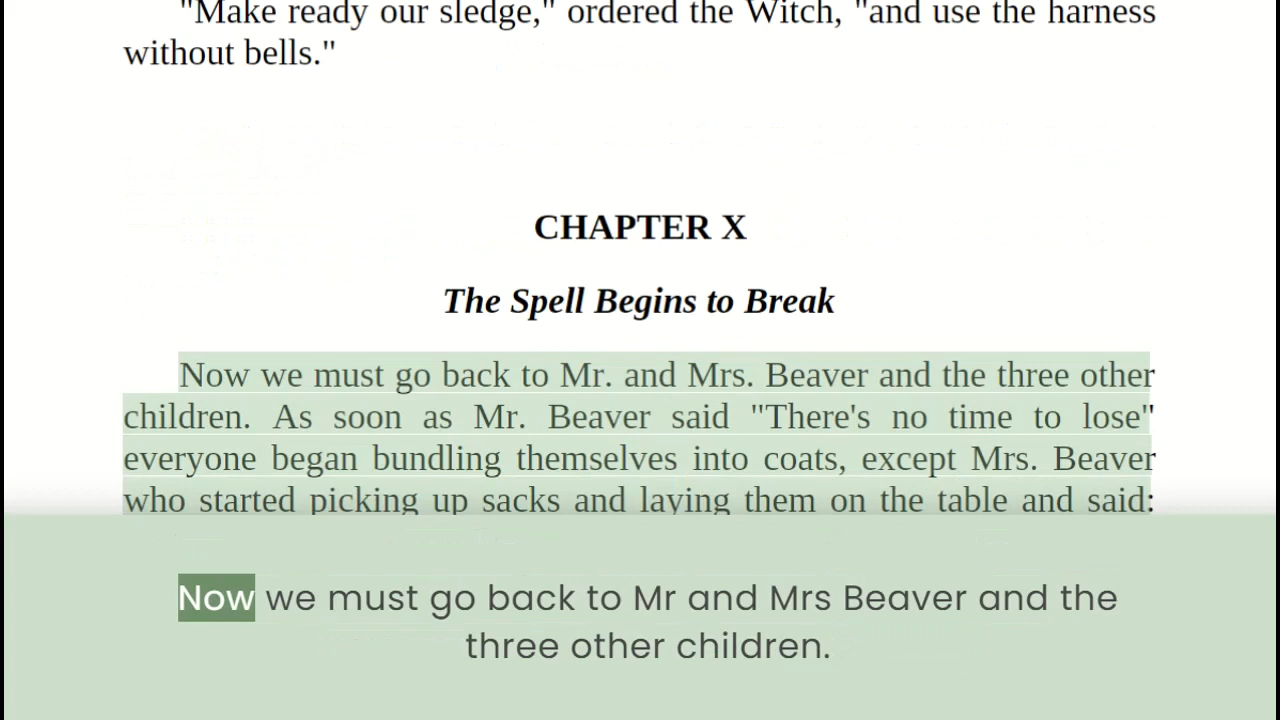 "Make ready our sledge," ordered the Witch, "and use the harness
without bells."
CHAPTER X
The Spell Begins to Break
Now we must go back to Mr. and Mrs. Beaver and the three other
children. As soon as Mr. Beaver said "There's no time to lose"
everyone began bundling themselves into coats, except Mrs. Beaver
who started picking up sacks and laying them on the table and said:
Now we must go back to Mr and Mrs Beaver and the
three other children.